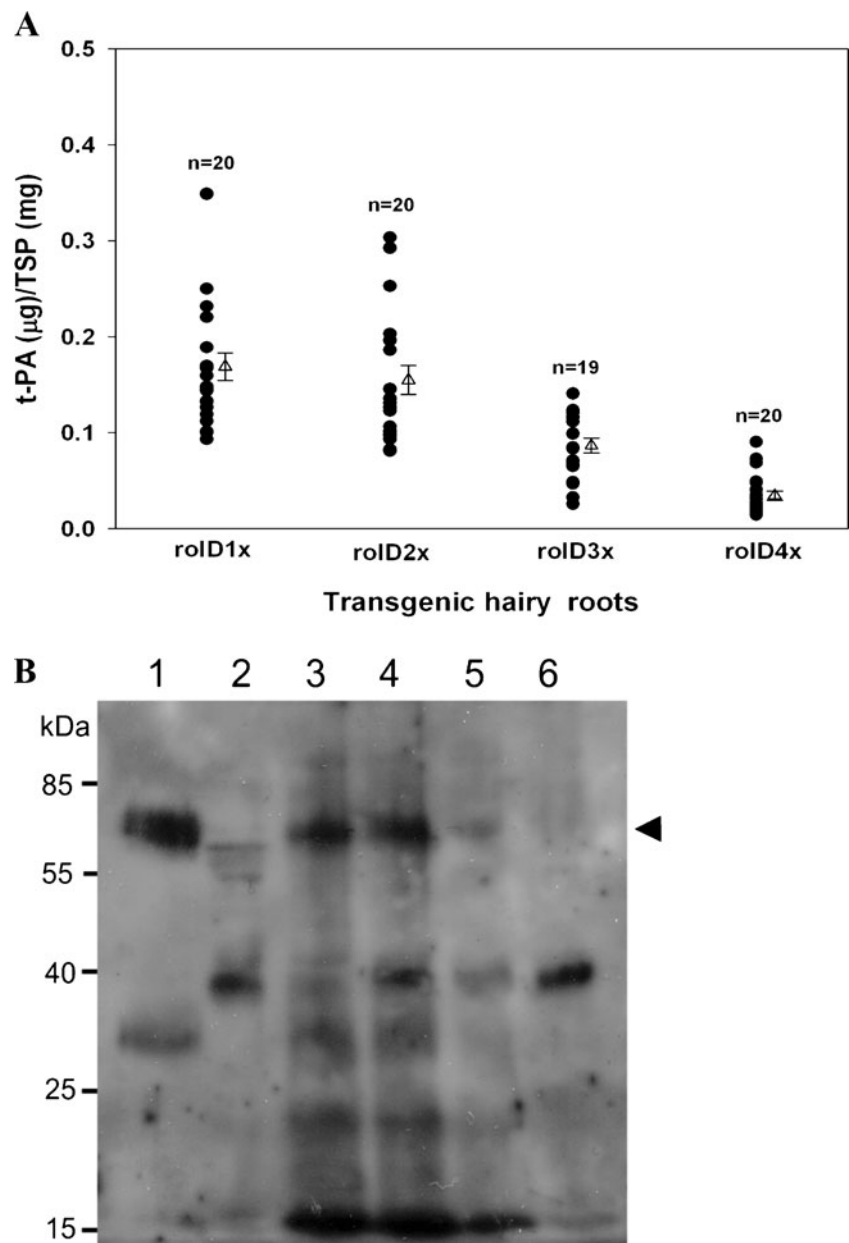 A
0.5
0.4
0.3
0.2
0.1
0.0
t-PA (μg)/TSP (mg)
n=20
n=20
n=19
n=20
rolD1x rolD2x rolD3x rolD4x
Transgenic hairy roots
B
1 2 3 4 5 6
kDa
85
55
40
25
15